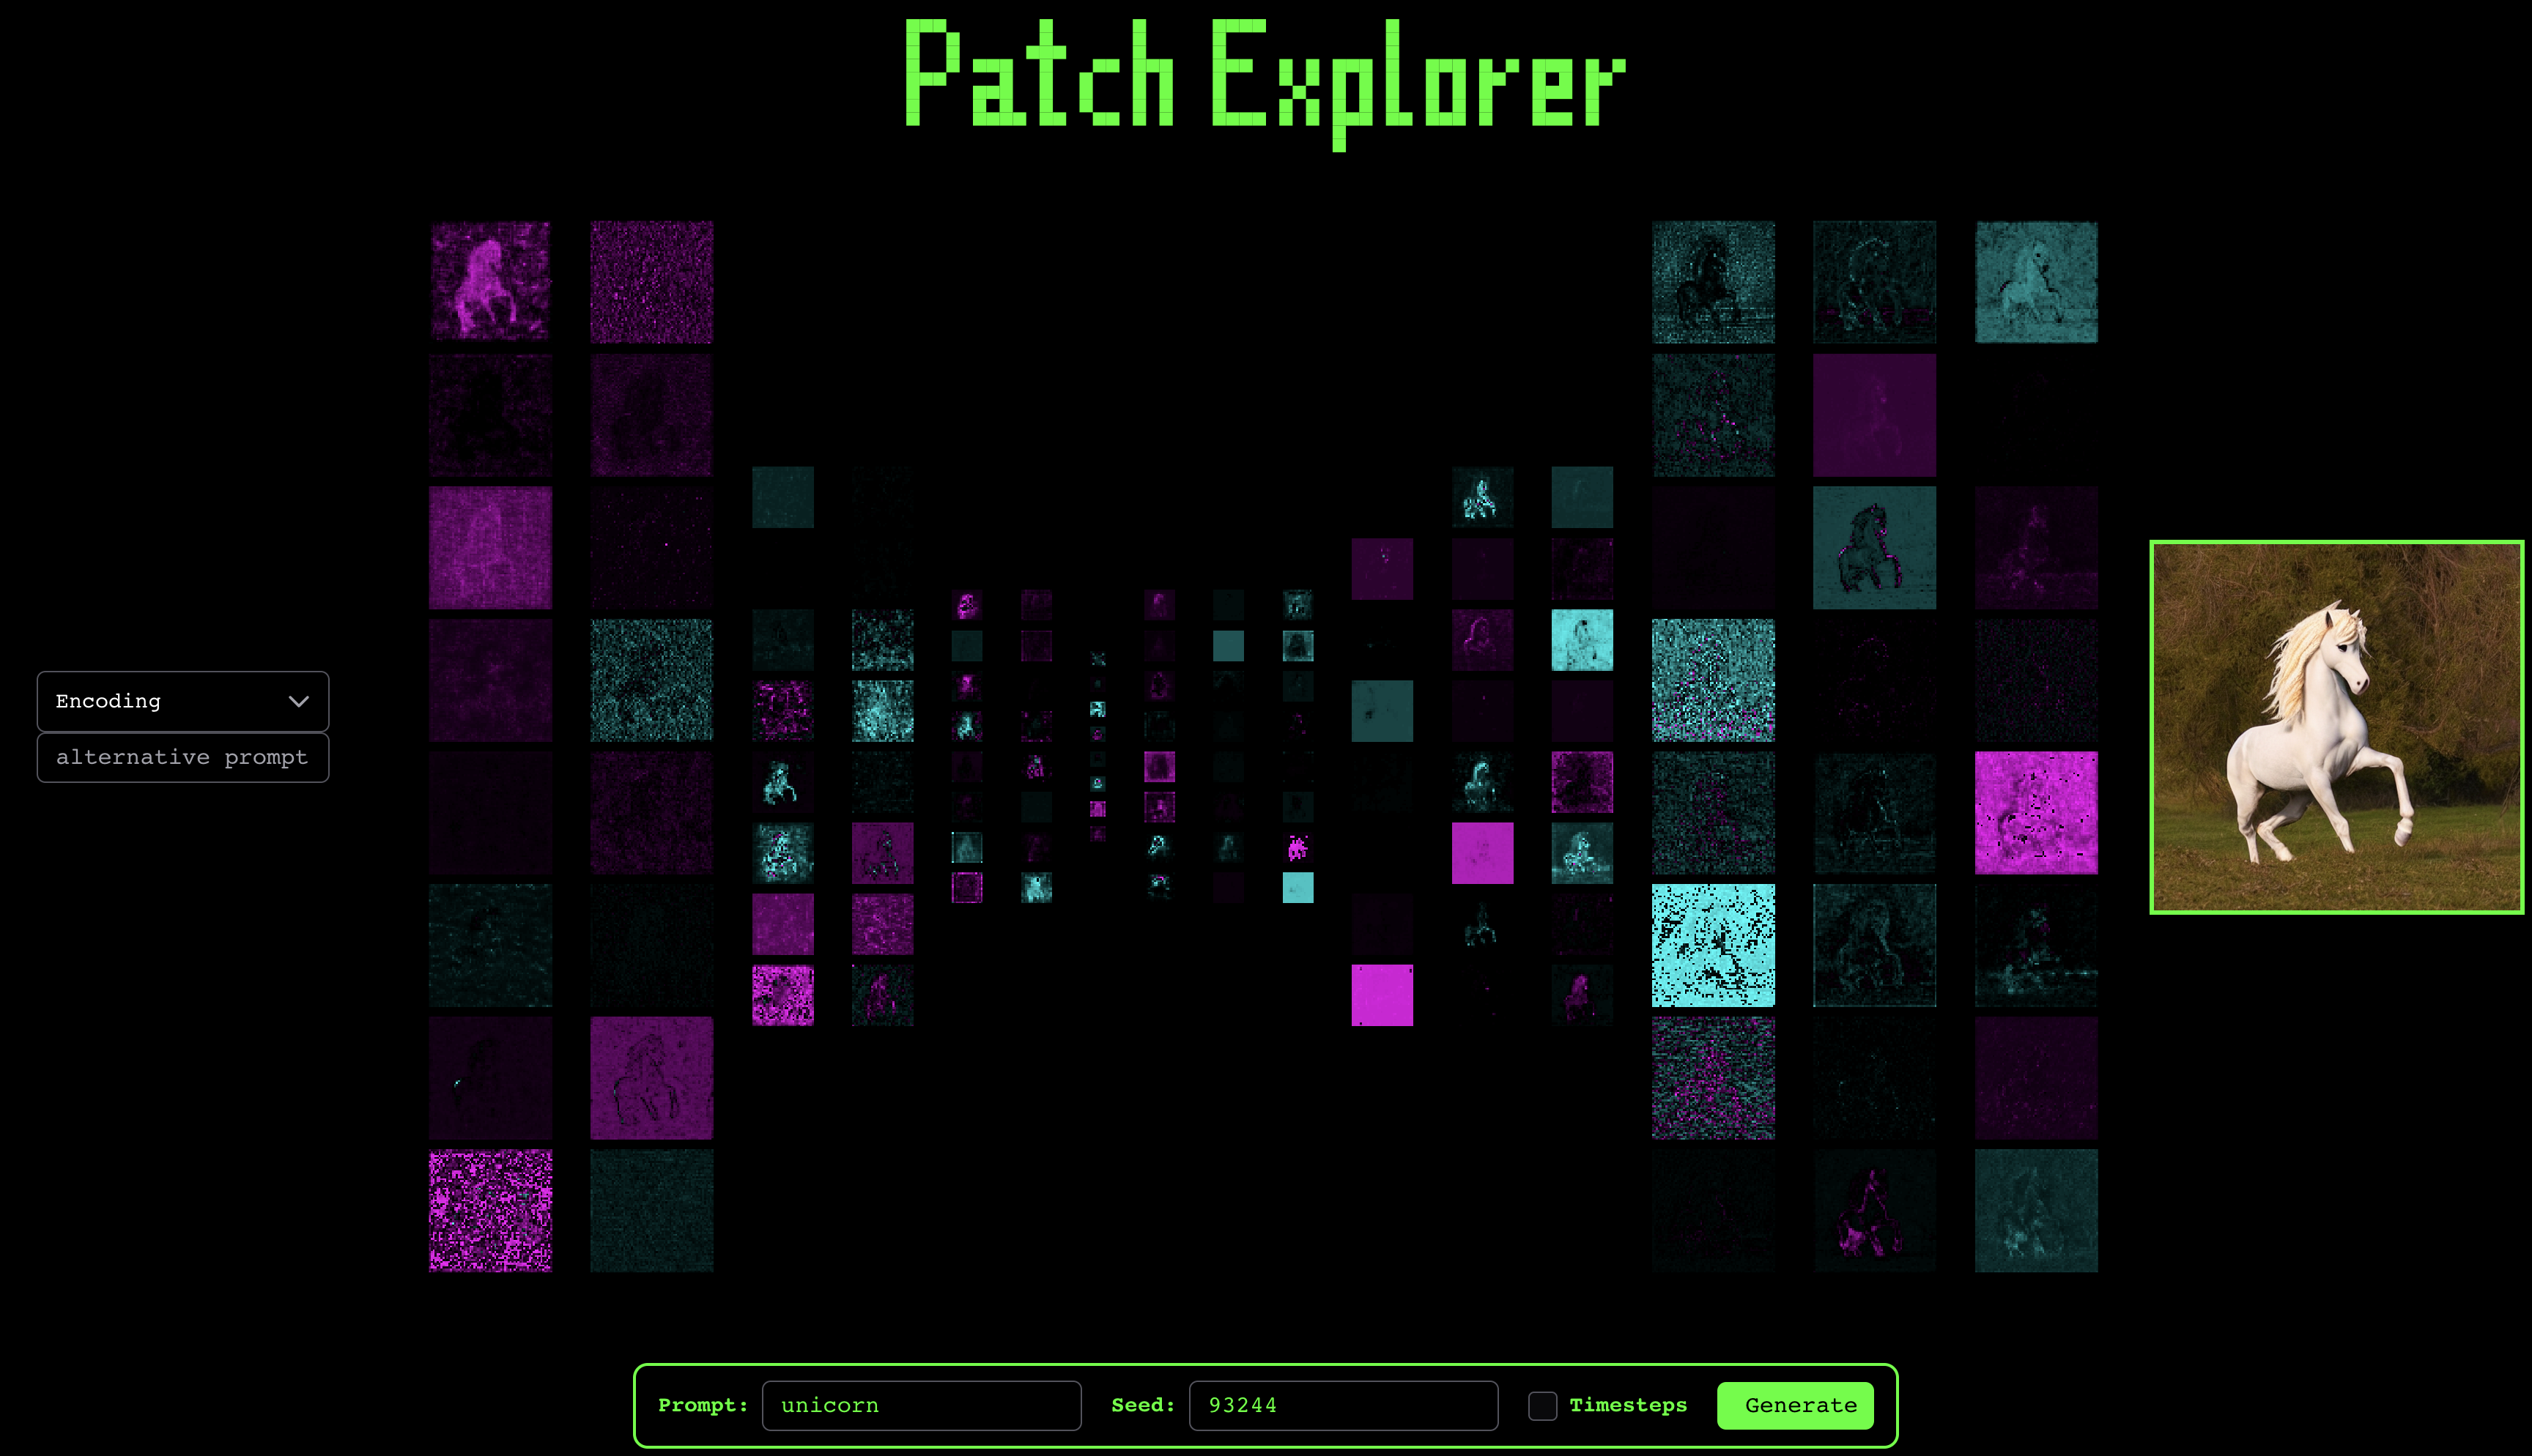 Patch Explorer
Encoding
alternative prompt
Prompt: unicorn Seed: 93244 Timesteps Generate